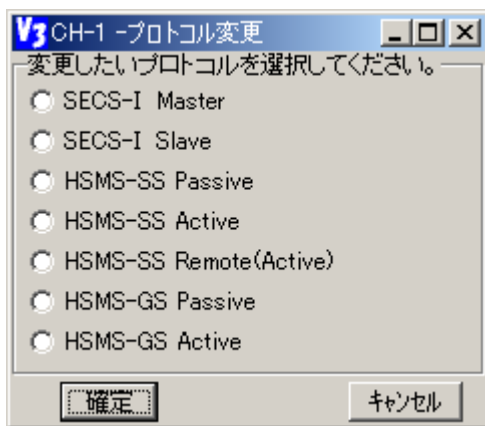 V3 CH-1 -プロトコル変更
変更したいプロトコルを選択してください。
SECS-I Master
SECS-I Slave
HSMS-SS Passive
HSMS-SS Active
HSMS-SS Remote(Active)
HSMS-GS Passive
HSMS-GS Active
確定 キャンセル